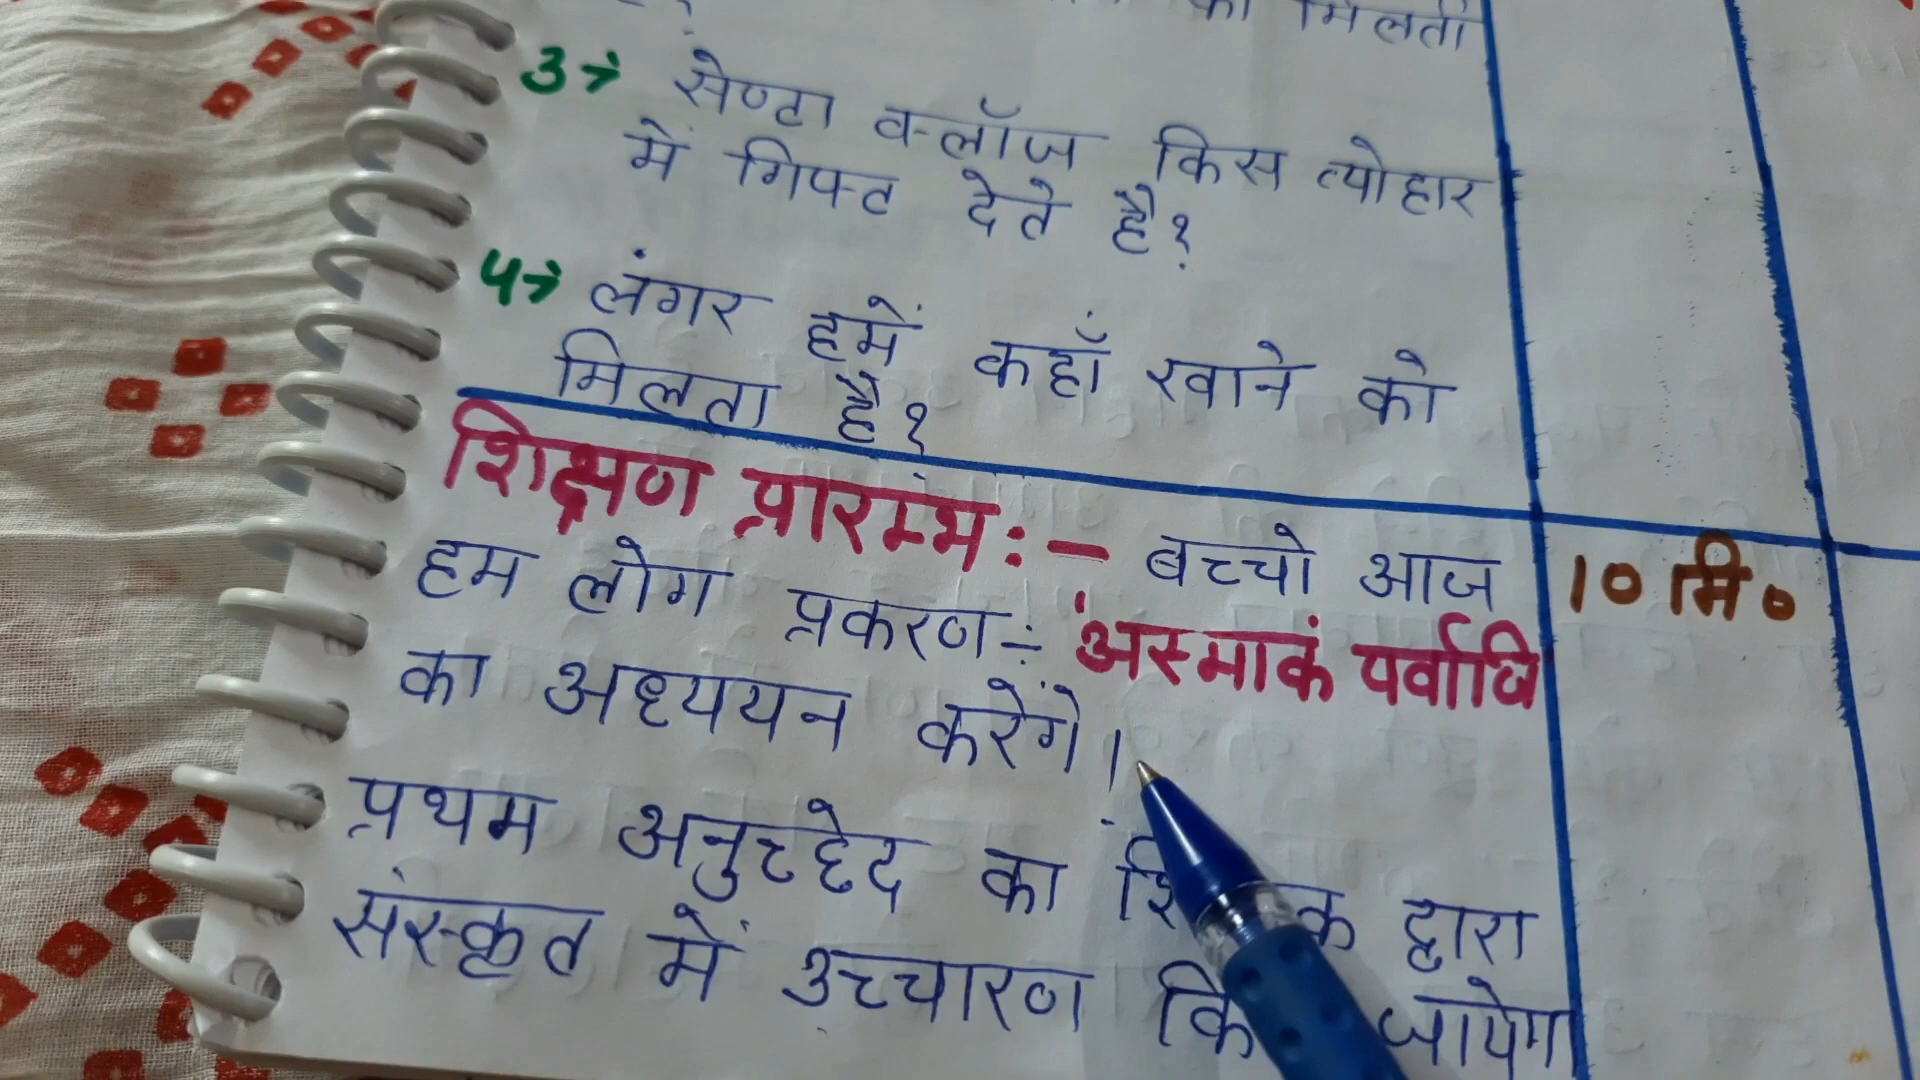 को मिलती
3→ सेण्टा क्लॉज किस त्योहार
में गिफ्ट देते है?
4→ लंगर हमें कहाँ खाने को
मिलता है?
शिक्षण प्रारम्भ:- बच्चो आज
10 मि०
हम लोग प्रकरण÷ 'अस्माकं पर्वाणि
का अध्ययन करेंगे।
प्रथम अनुच्छेद का द्वारा
संस्कृत में उच्चारण जायेगा